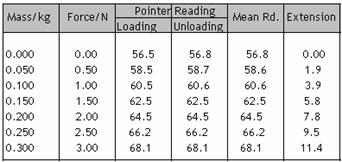 Mass/kg Force/N Pointer Reading Mean Rd. Extension
Loading Unloading
0.000 0.00 56.5 56.8 56.8 0.00
0.050 0.50 58.5 58.7 58.6 1.9
0.100 1.00 60.5 60.6 60.6 3.9
0.150 1.50 62.5 62.5 62.5 5.8
0.200 2.00 64.5 64.5 64.5 7.8
0.250 2.50 66.2 66.2 66.2 9.5
0.300 3.00 68.1 68.1 68.1 11.4